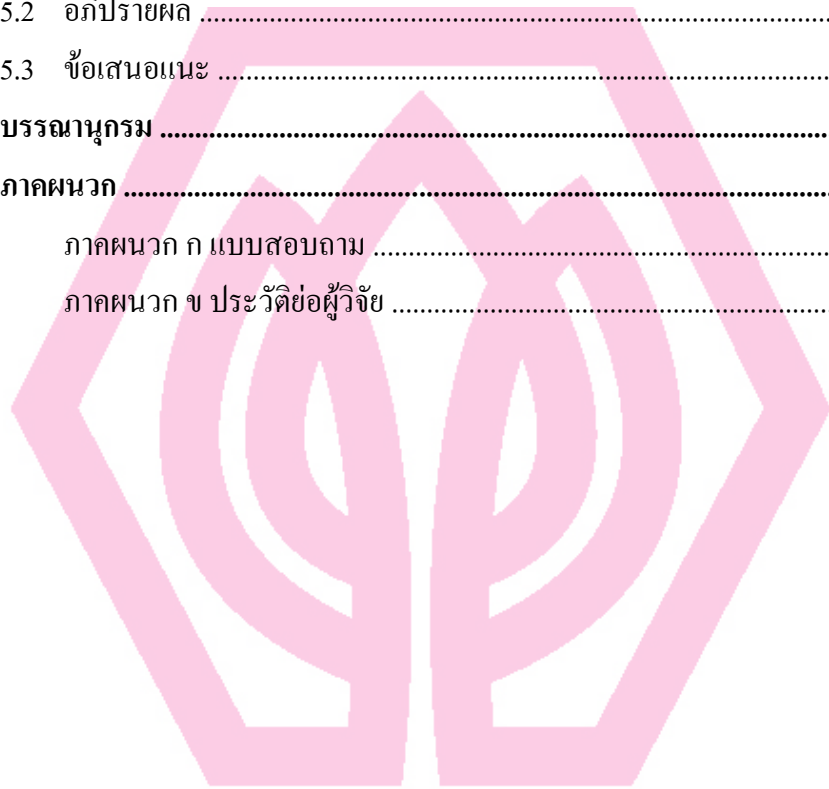 5.2 อภิปรายผล ........................................................................................
5.3 ข้อเสนอแนะ ......................................................................................
บรรณานุกรม ...............................................................................................
ภาคผนวก ....................................................................................................
ภาคผนวก ก แบบสอบถาม .................................................................
ภาคผนวก ข ประวัติย่อผู้วิจัย ..............................................................